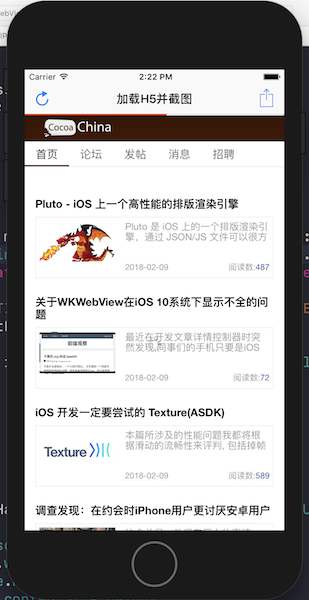 Carrier 2:22 PM
加载H5并截图
Cocoa China
首页 论坛 发帖 消息 招聘
Pluto - iOS 上一个高性能的排版渲染引擎
Pluto 是 iOS 上的一个排版渲染引
擎，通过 JSON/JS 文件可以很方
2018-02-09 阅读数:487
关于WKWebView在iOS 10系统下显示不全的问
题
前端观察
最近在开发文章详情控制器时突
然发现,同事们的手机只要是iOS
2018-02-09 阅读数:72
iOS 开发一定要尝试的 Texture(ASDK)
Texture
本篇所涉及的性能问题我都将根
据滑动的流畅性来评判, 包括掉帧
2018-02-09 阅读数:589
调查发现：在约会时iPhone用户更讨厌安卓用户